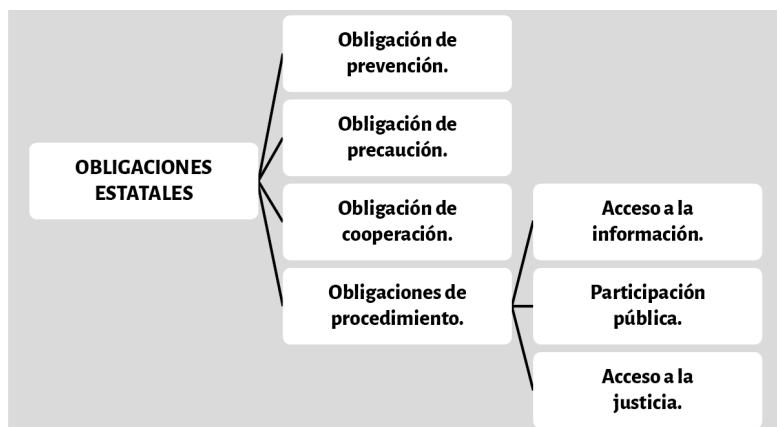 OBLIGACIONES
ESTATALES
Obligación de
prevención.
Obligación de
precaución.
Obligación de
cooperación.
Obligaciones de
procedimiento.
Acceso a la
información.
Participación
pública.
Acceso a la
justicia.